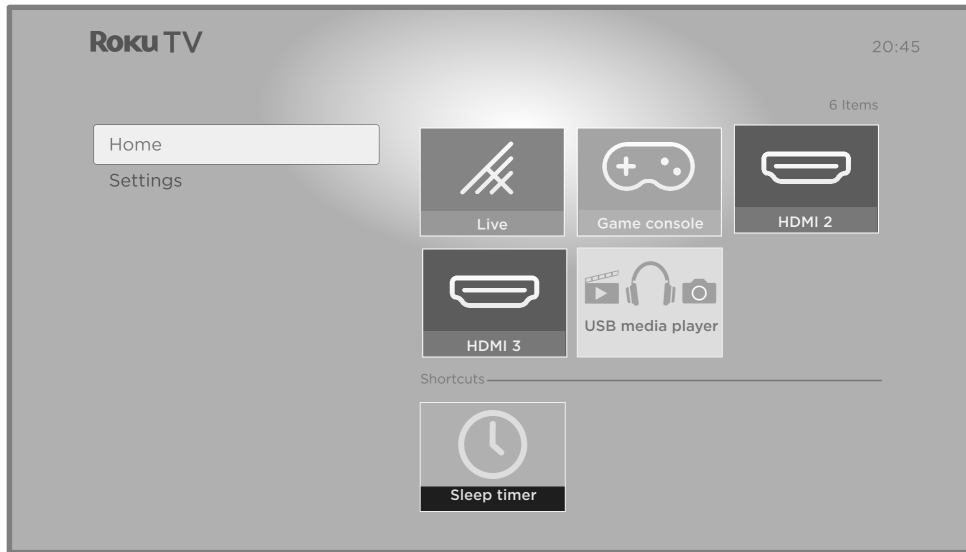 Roku TV
20:45
6 Items
Home
Settings
Live
Game console
HDMI 2
HDMI 3
USB media player
Shortcuts
Sleep timer